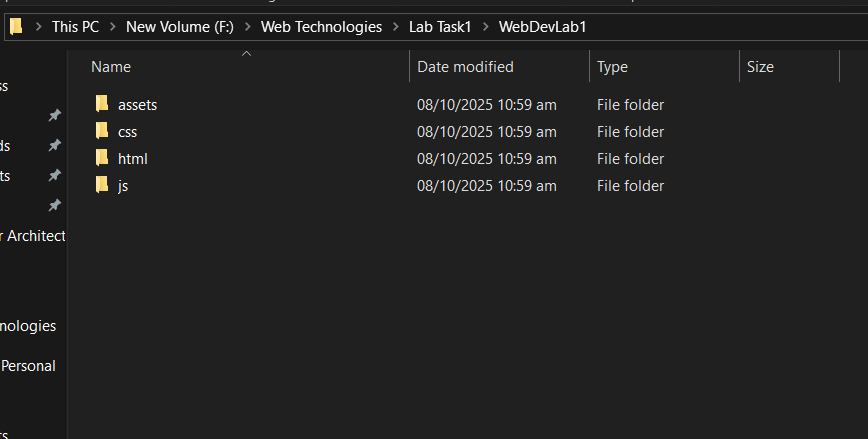 This PC > New Volume (F:) > Web Technologies > Lab Task1 > WebDevLab1
Name Date modified Type Size
assets 08/10/2025 10:59 am File folder
css 08/10/2025 10:59 am File folder
html 08/10/2025 10:59 am File folder
js 08/10/2025 10:59 am File folder
ss
ds
ts
r Architect
nologies
Personal
rs